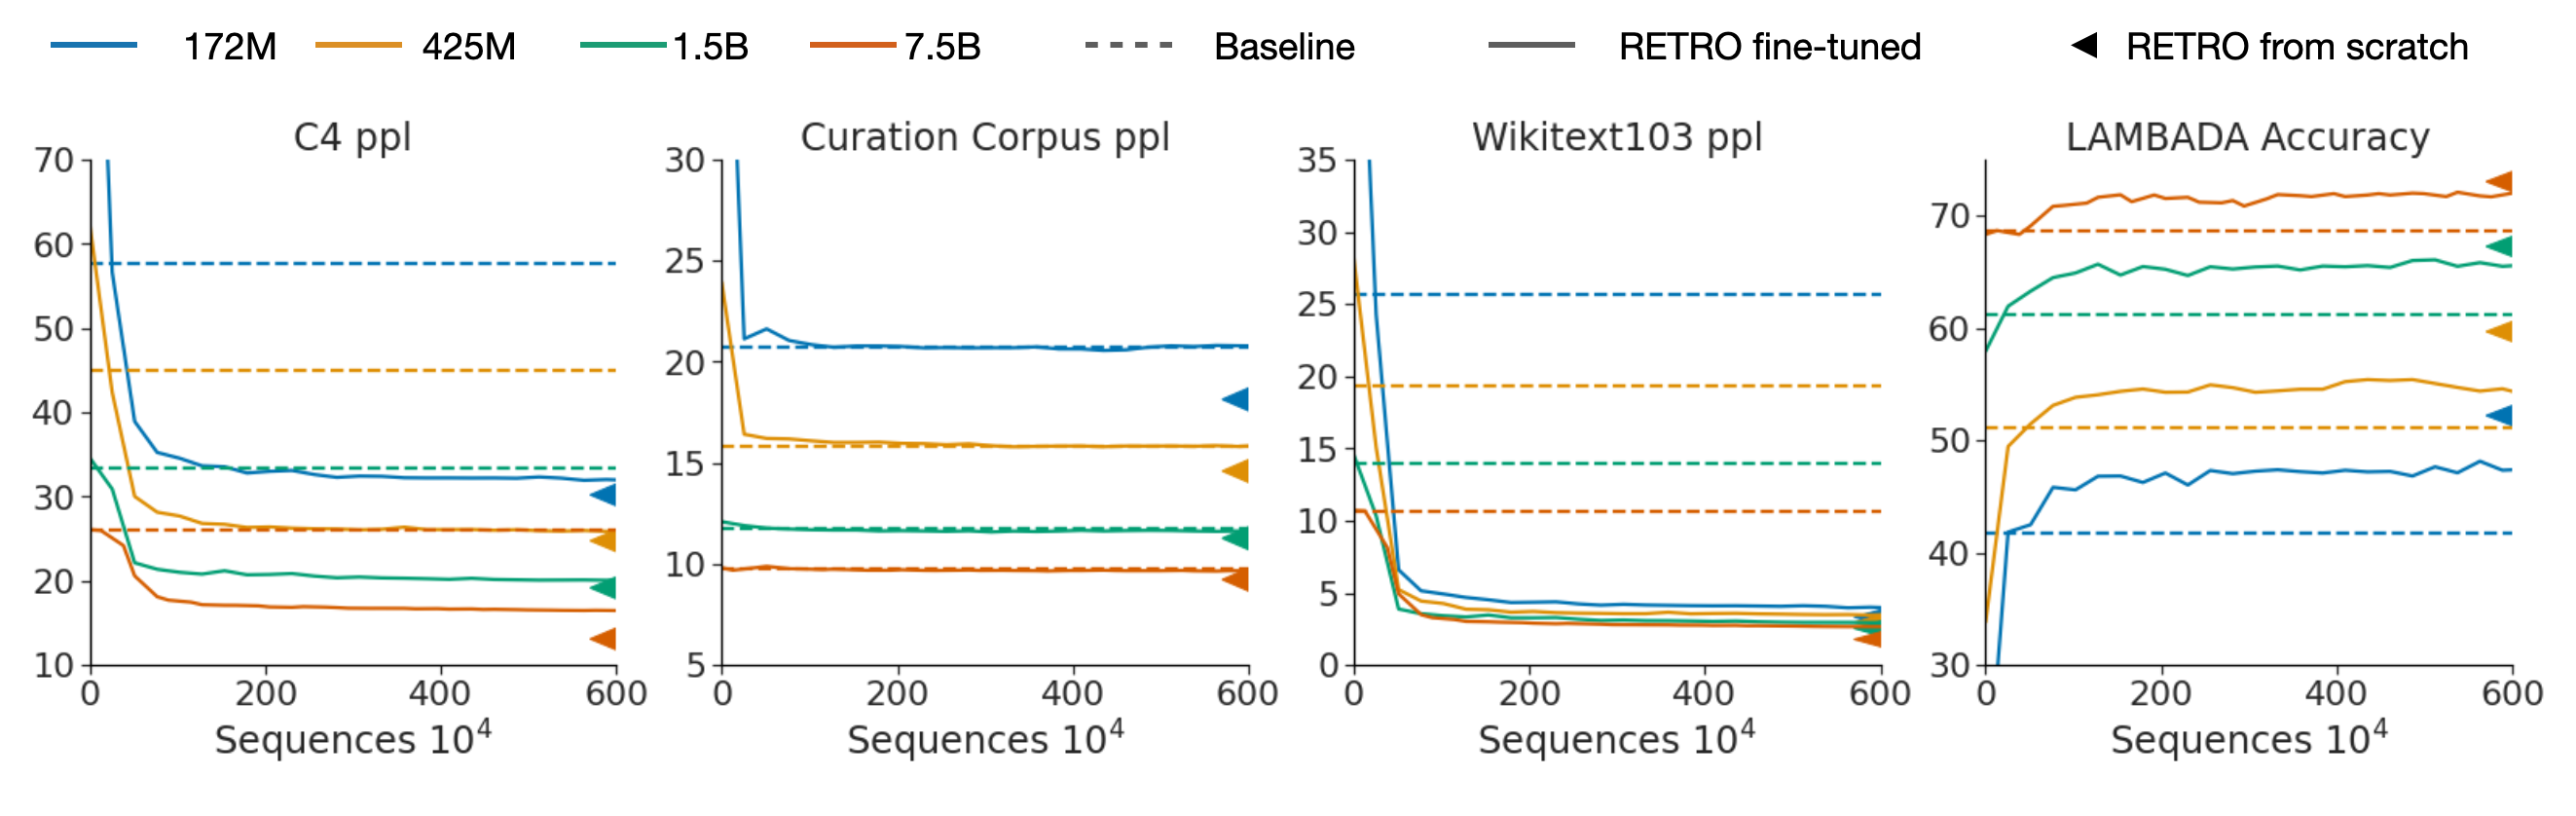 172M 425M 1.5B 7.5B Baseline RETRO fine-tuned RETRO from scratch
C4 ppl
70
60
50
40
30
20
10
0 200 400 600
Sequences 10⁴
Curation Corpus ppl
30
25
20
15
10
5
0 200 400 600
Sequences 10⁴
Wikitext103 ppl
35
30
25
20
15
10
5
0
0 200 400 600
Sequences 10⁴
LAMBADA Accuracy
70
60
50
40
30
0 200 400 600
Sequences 10⁴